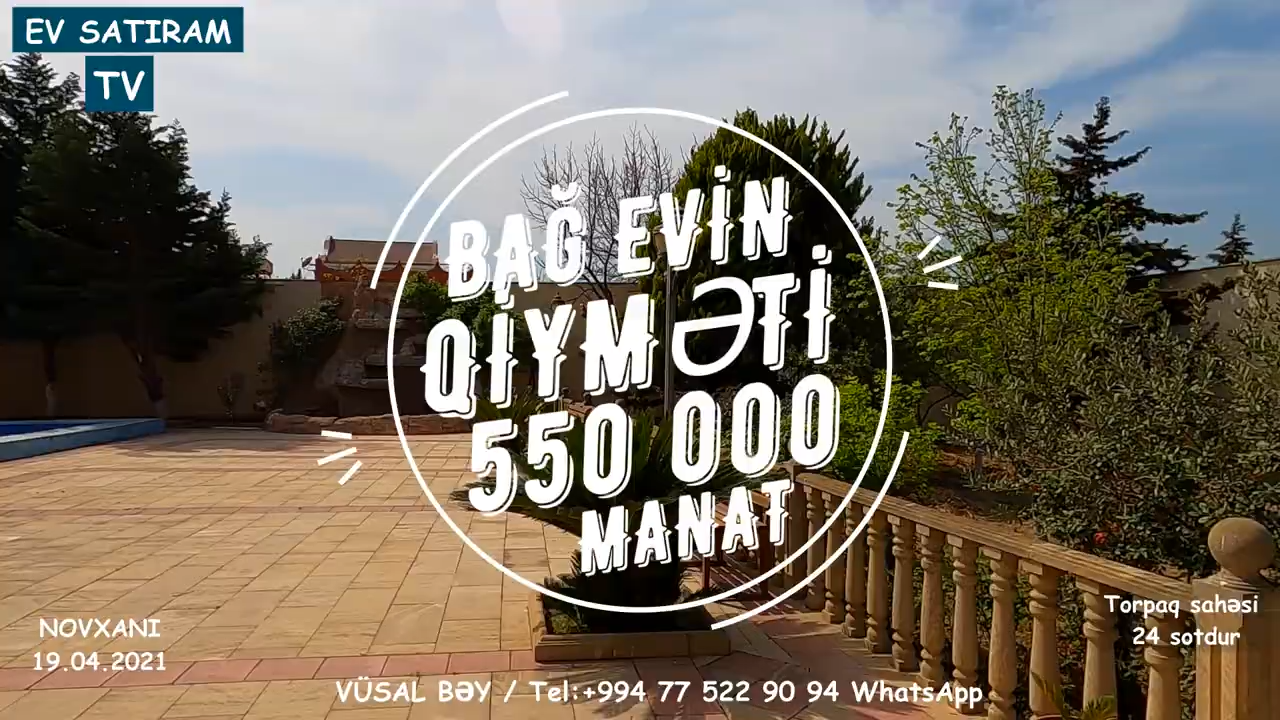 EV SATIRAM
TV
BAĞ EVİN
QİYMƏTİ
550 000
MANAT
NOVXANI
19.04.2021
Torpaq sahəsi
24 sotdur
VÜSAL BƏY / Tel:+994 77 522 90 94 WhatsApp